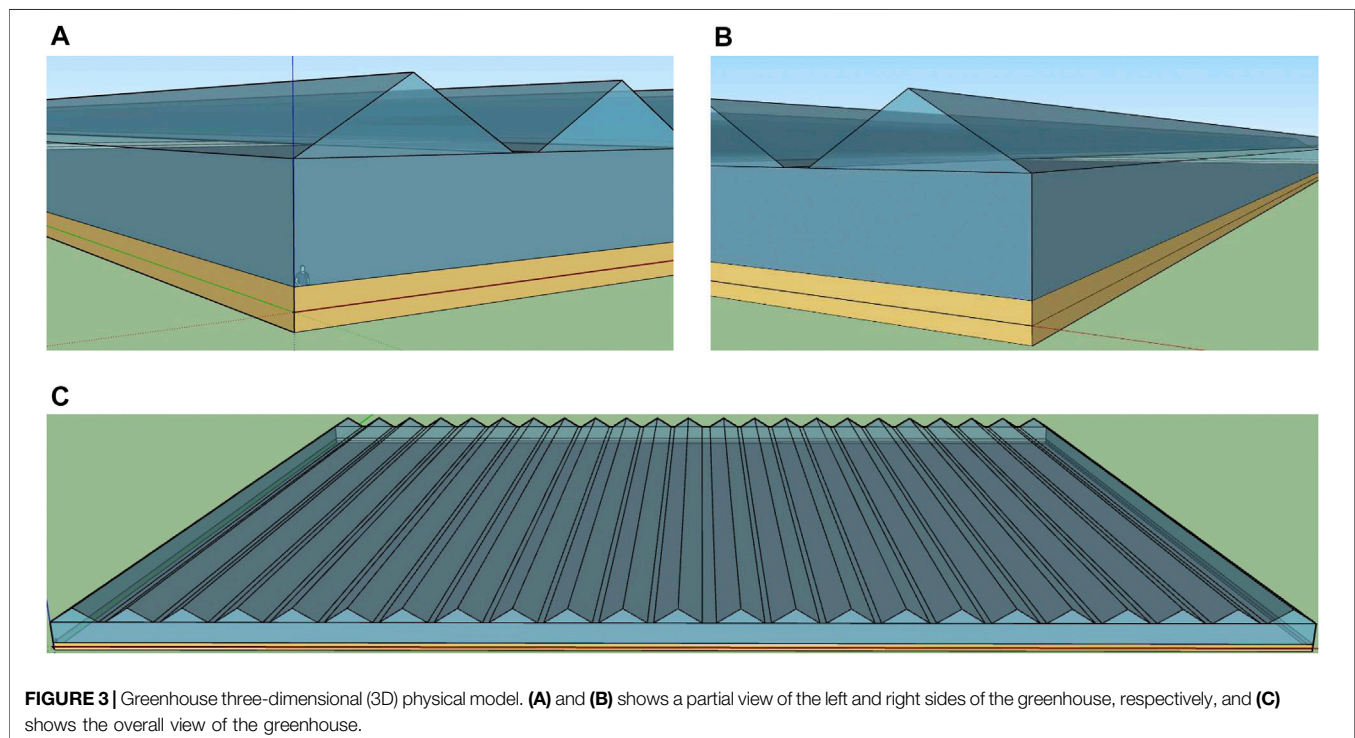 A
B
C
FIGURE 3 | Greenhouse three-dimensional (3D) physical model. (A) and (B) shows a partial view of the left and right sides of the greenhouse, respectively, and (C)
shows the overall view of the greenhouse.